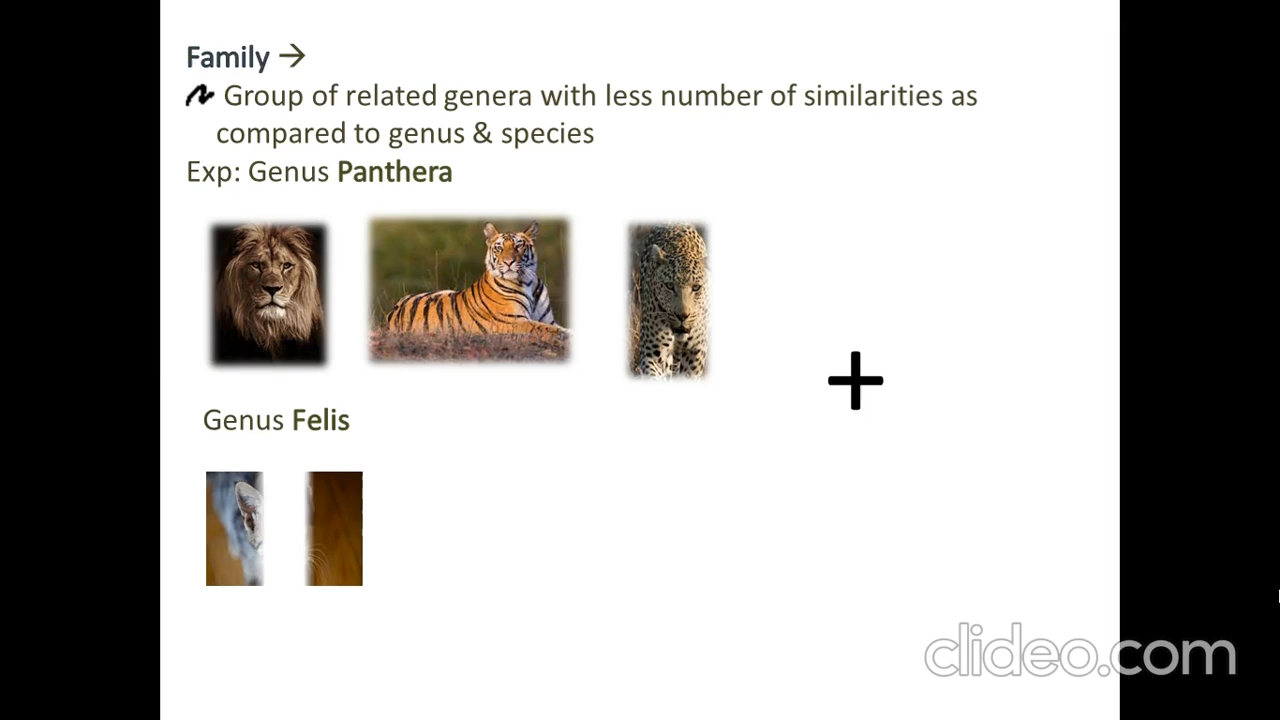 Family →
Group of related genera with less number of similarities as
compared to genus & species
Exp: Genus Panthera
+
Genus Felis
clideo.com